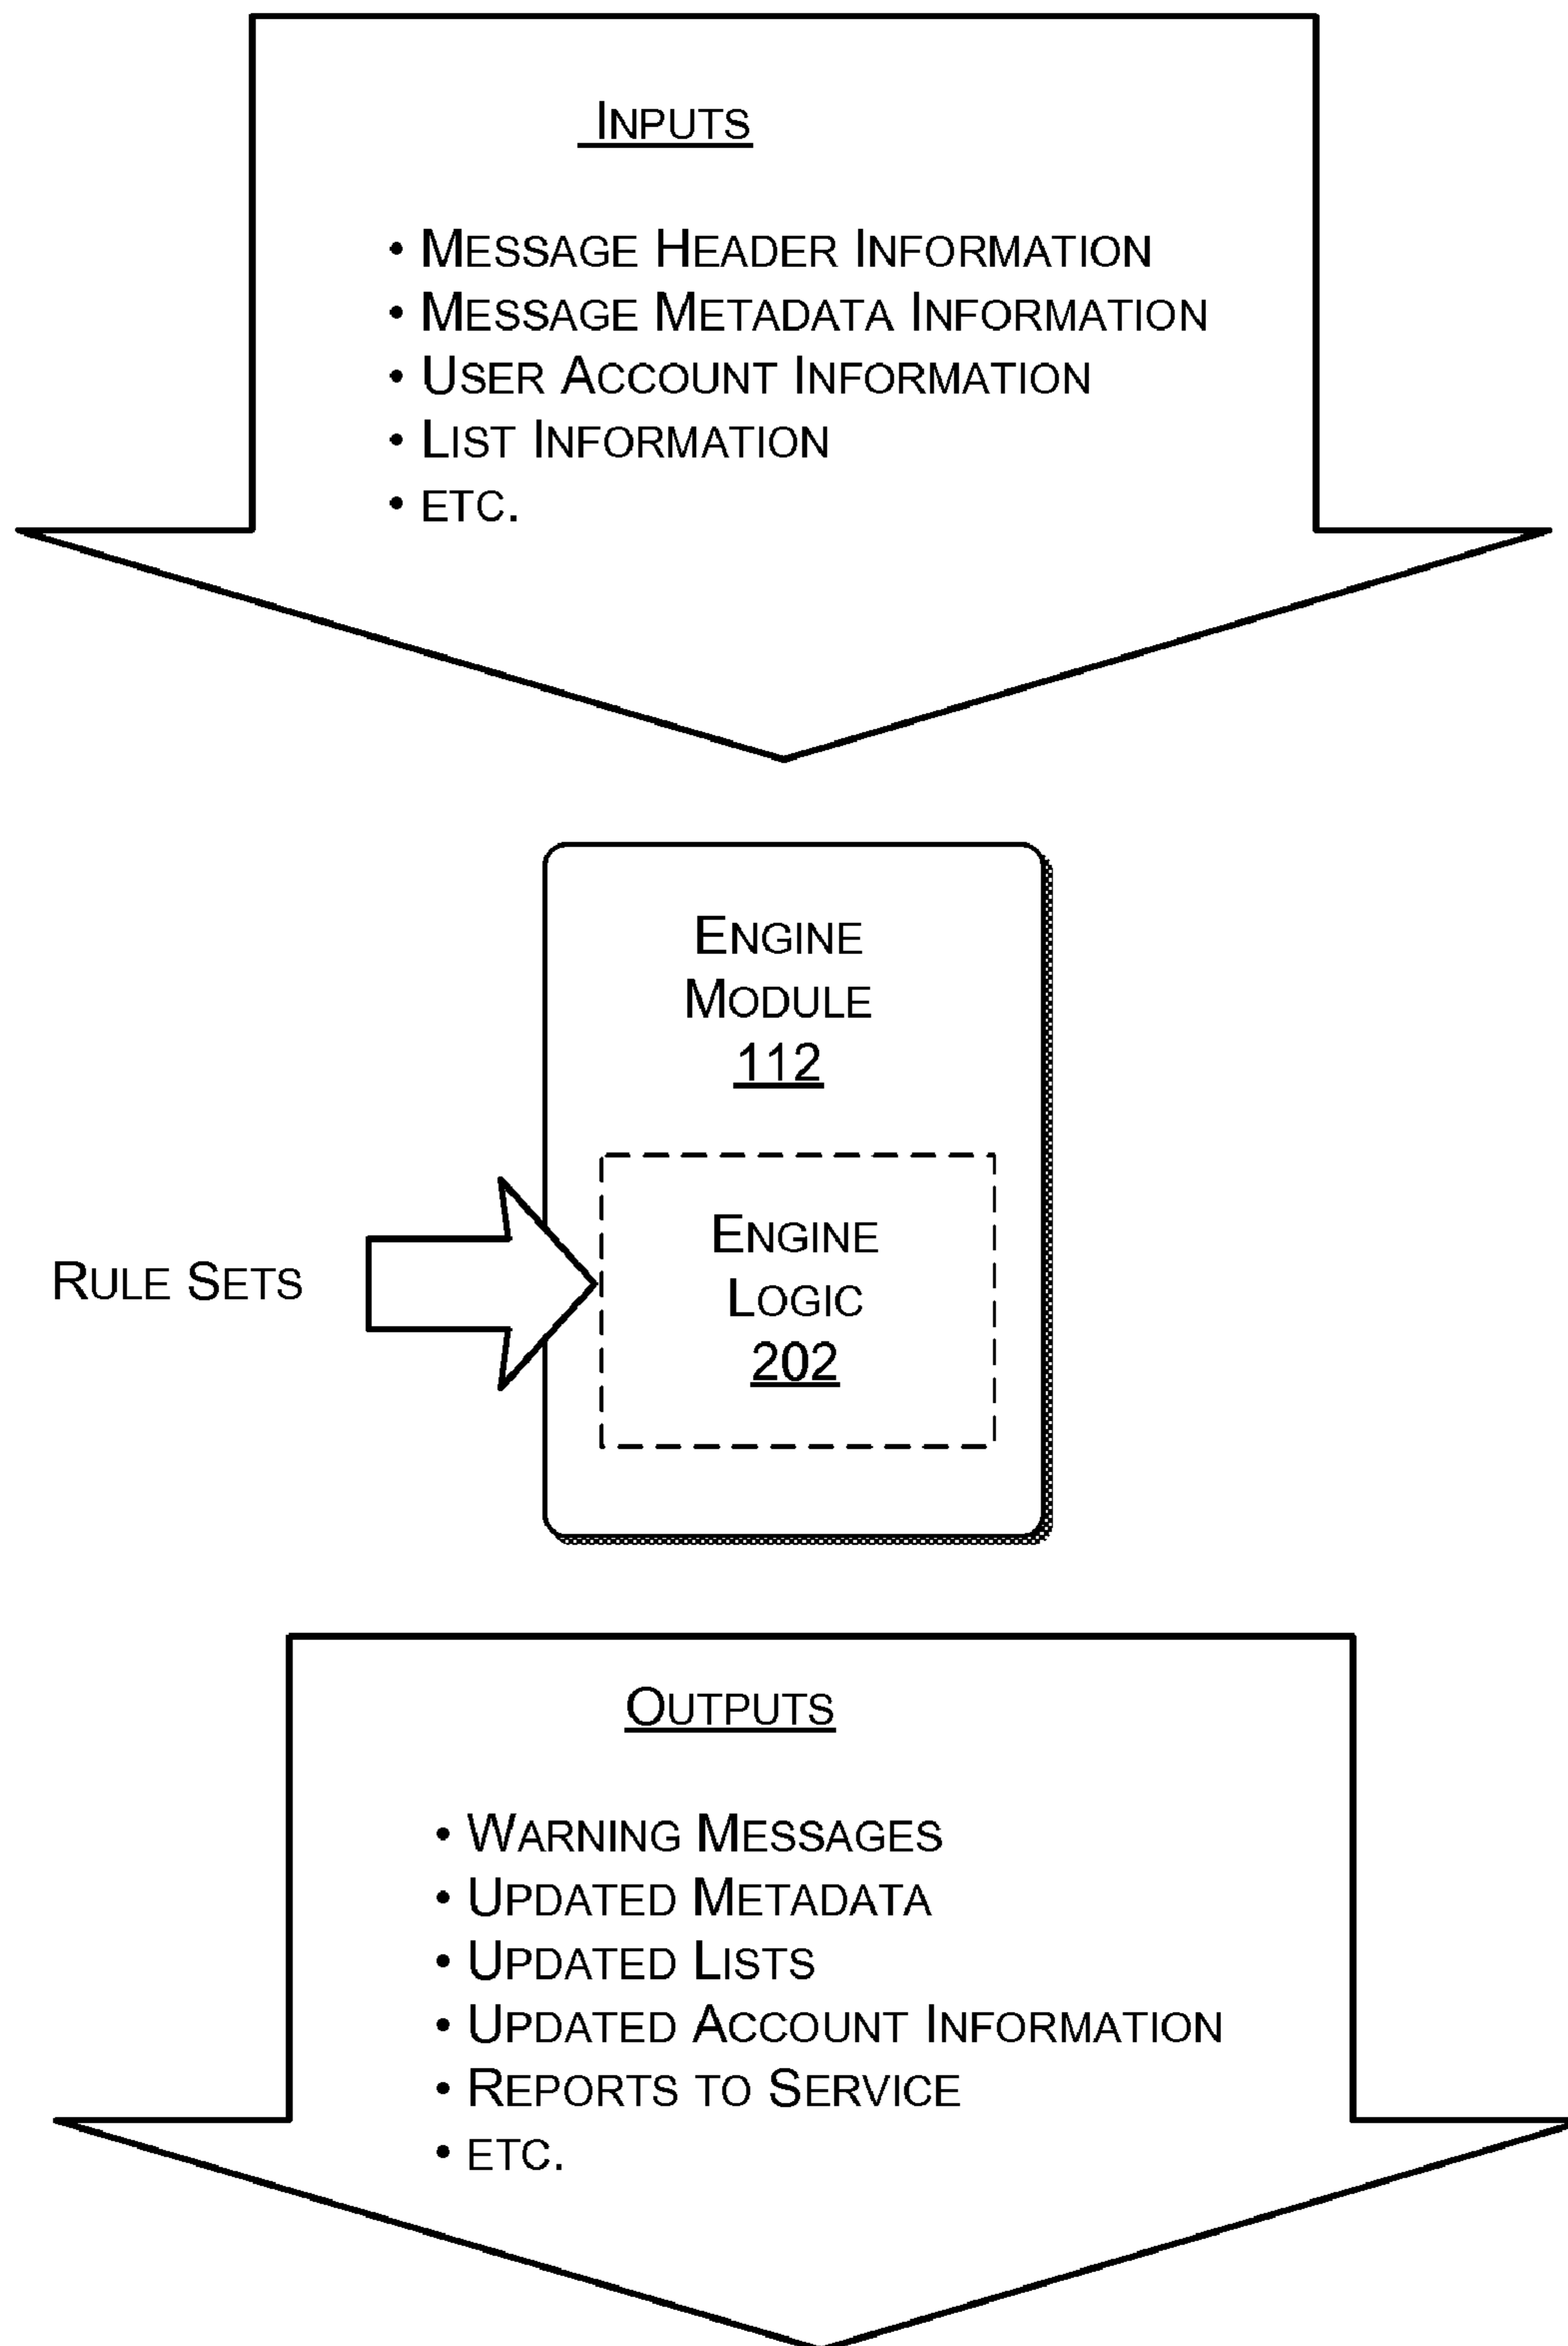 INPUTS
• MESSAGE HEADER INFORMATION
• MESSAGE METADATA INFORMATION
• USER ACCOUNT INFORMATION
• LIST INFORMATION
• ETC.
ENGINE
MODULE
112
RULE SETS
ENGINE
LOGIC
202
OUTPUTS
• WARNING MESSAGES
• UPDATED METADATA
• UPDATED LISTS
• UPDATED ACCOUNT INFORMATION
• REPORTS TO SERVICE
• ETC.